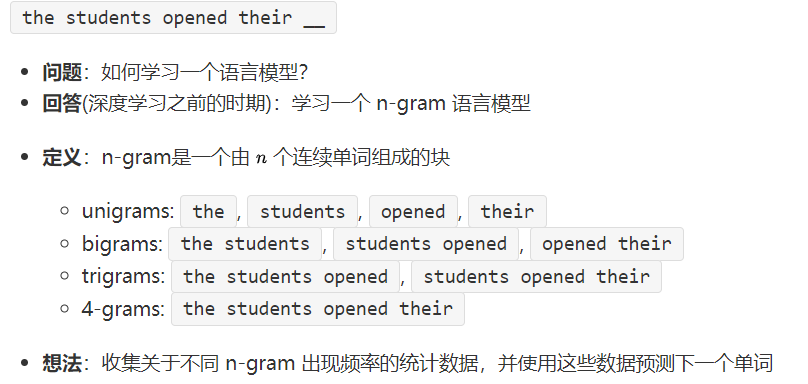 the students opened their __
问题：如何学习一个语言模型？
回答(深度学习之前的时期)：学习一个 n-gram 语言模型
定义：n-gram是一个由 n 个连续单词组成的块
unigrams: the, students, opened, their
bigrams: the students, students opened, opened their
trigrams: the students opened, students opened their
4-grams: the students opened their
想法：收集关于不同 n-gram 出现频率的统计数据，并使用这些数据预测下一个单词